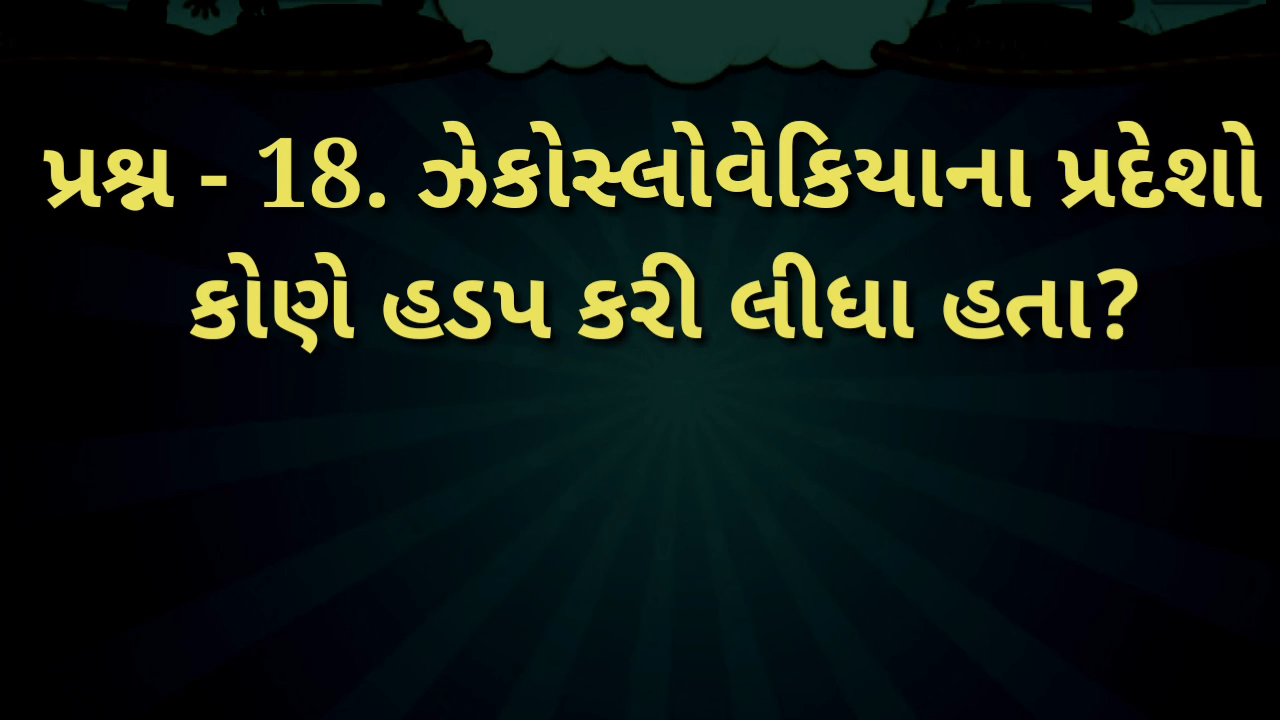 પ્રશ્ન - 18. ઝેકોસ્લોવેકિયાના પ્રદેશો
કોણે હડપ કરી લીધા હતા?